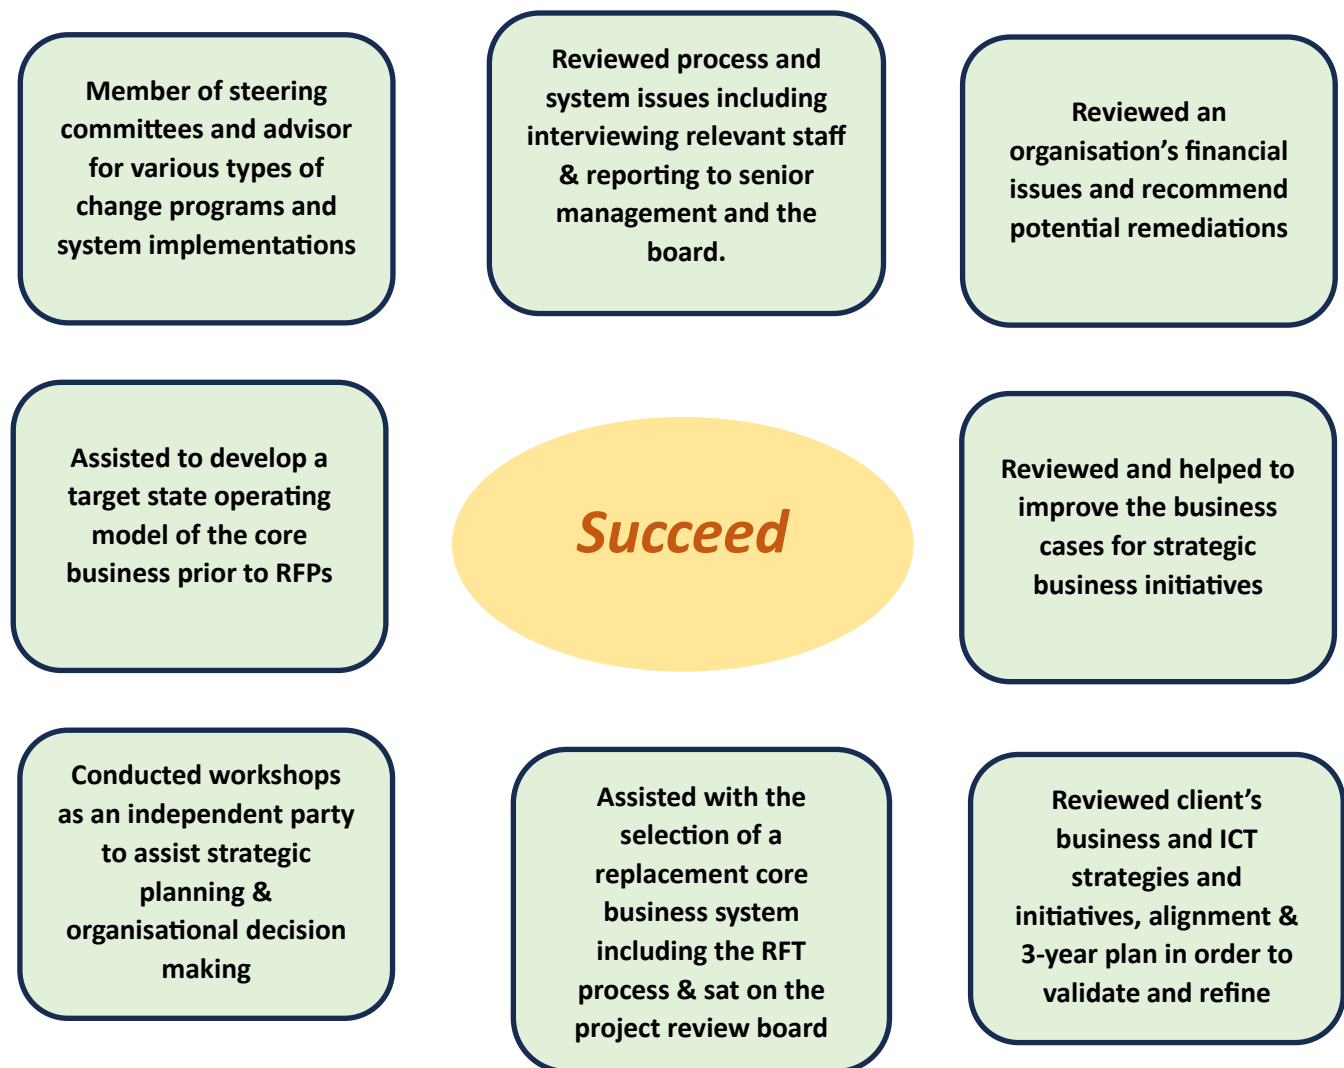 Member of steering
committees and advisor
for various types of
change programs and
system implementations
Reviewed process and
system issues including
interviewing relevant staff
& reporting to senior
management and the
board.
Reviewed an
organisation’s financial
issues and recommend
potential remediations
Assisted to develop a
target state operating
model of the core
business prior to RFPs
Succeed
Reviewed and helped to
improve the business
cases for strategic
business initiatives
Conducted workshops
as an independent party
to assist strategic
planning &
organisational decision
making
Assisted with the
selection of a
replacement core
business system
including the RFT
process & sat on the
project review board
Reviewed client’s
business and ICT
strategies and
initiatives, alignment &
3-year plan in order to
validate and refine